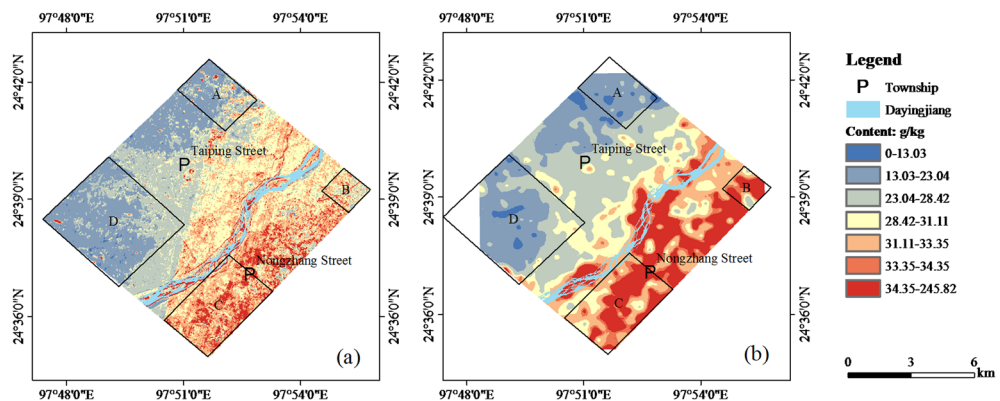 97°48'0"E 97°51'0"E 97°54'0"E
24°42'0"N
24°39'0"N
24°36'0"N
A
P
Taiping Street
B
D
Nongzhang Street
P
C
(a)
24°42'0"N
24°39'0"N
24°36'0"N
97°48'0"E 97°51'0"E 97°54'0"E
97°48'0"E 97°51'0"E 97°54'0"E
24°42'0"N
24°39'0"N
24°36'0"N
A
Taiping Street
P
B
D
Nongzhang Street
P
C
(b)
24°42'0"N
24°39'0"N
24°36'0"N
97°48'0"E 97°51'0"E 97°54'0"E
Legend
P Township
Dayingjiang
Content: g/kg
0-13.03
13.03-23.04
23.04-28.42
28.42-31.11
31.11-33.35
33.35-34.35
34.35-245.82
0 3 6
km